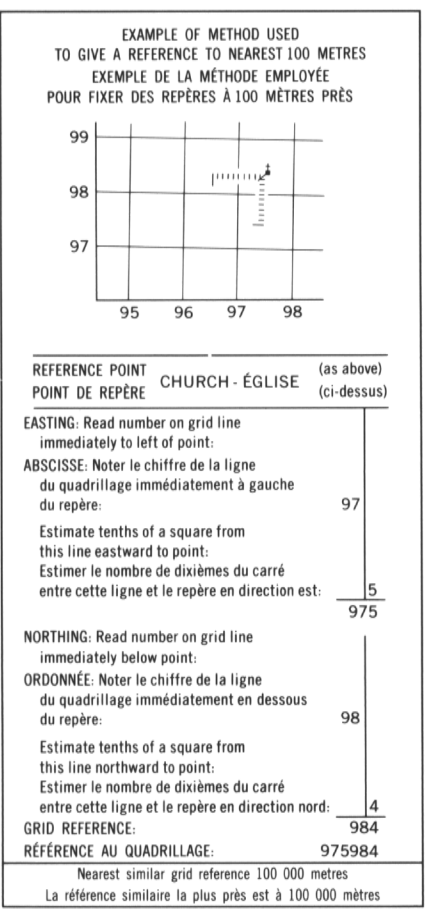 EXAMPLE OF METHOD USED
TO GIVE A REFERENCE TO NEAREST 100 METRES
EXEMPLE DE LA MÉTHODE EMPLOYÉE
POUR FIXER DES REPÈRES À 100 MÈTRES PRÈS
99
98
97
95 96 97 98
REFERENCE POINT
POINT DE REPÈRE
CHURCH - ÉGLISE
(as above)
(ci-dessus)
EASTING: Read number on grid line
immediately to left of point:
ABSCISSE: Noter le chiffre de la ligne
du quadrillage immédiatement à gauche
du repère: 97
Estimate tenths of a square from
this line eastward to point:
Estimer le nombre de dixièmes du carré
entre cette ligne et le repère en direction est: 5
975
NORTHING: Read number on grid line
immediately below point:
ORDONNÉE: Noter le chiffre de la ligne
du quadrillage immédiatement en dessous
du repère: 98
Estimate tenths of a square from
this line northward to point:
Estimer le nombre de dixièmes du carré
entre cette ligne et le repère en direction nord: 4
GRID REFERENCE: 984
RÉFÉRENCE AU QUADRILLAGE: 975984
Nearest similar grid reference 100 000 metres
La référence similaire la plus près est à 100 000 mètres